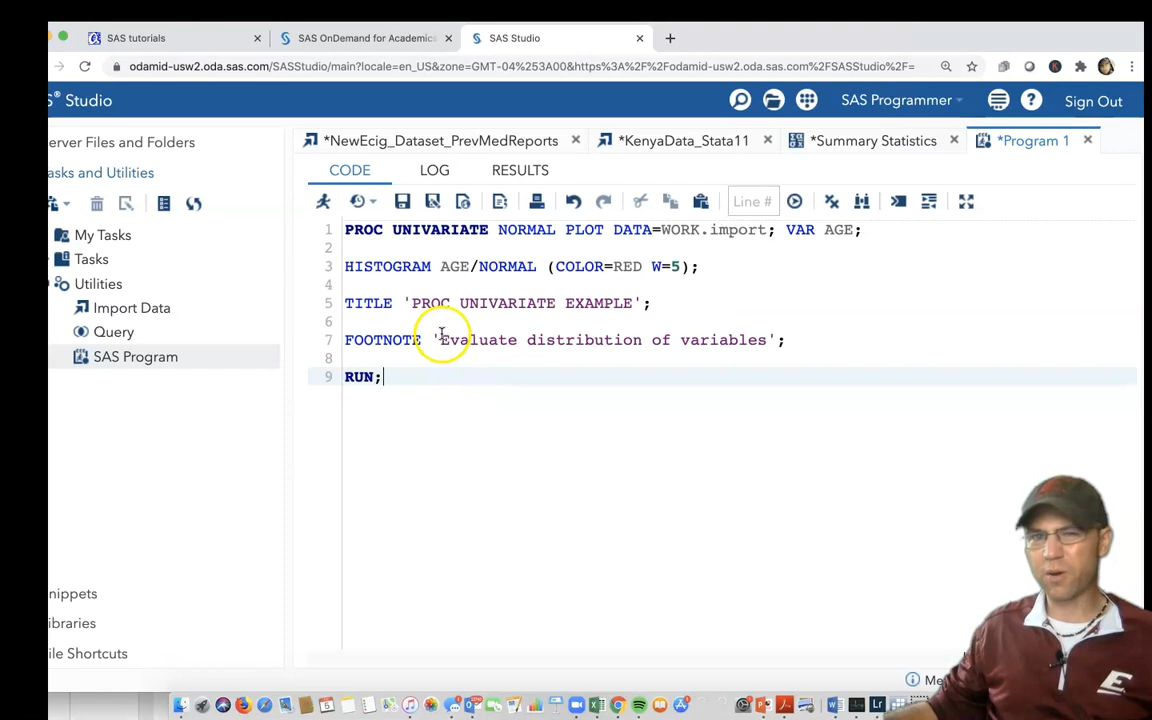 SAS tutorials
SAS OnDemand for Academics
SAS Studio
odamid-usw2.oda.sas.com/SASStudio/main?locale=en_US&zone=GMT-04%253A00&https%3A%2F%2Fodamid-usw2.oda.sas.com%2FSASStudio%2F=
S® Studio
SAS Programmer
Sign Out
erver Files and Folders
asks and Utilities
My Tasks
Tasks
Utilities
Import Data
Query
SAS Program
nippets
ibraries
ile Shortcuts
*NewEcig_Dataset_PrevMedReports
*KenyaData_Stata11
*Summary Statistics
*Program 1
CODE
LOG
RESULTS
Line #
1 PROC UNIVARIATE NORMAL PLOT DATA=WORK.import; VAR AGE;
2
3 HISTOGRAM AGE/NORMAL (COLOR=RED W=5);
4
5 TITLE 'PROC UNIVARIATE EXAMPLE';
6
7 FOOTNOTE 'Evaluate distribution of variables';
8
9 RUN;
Me
E